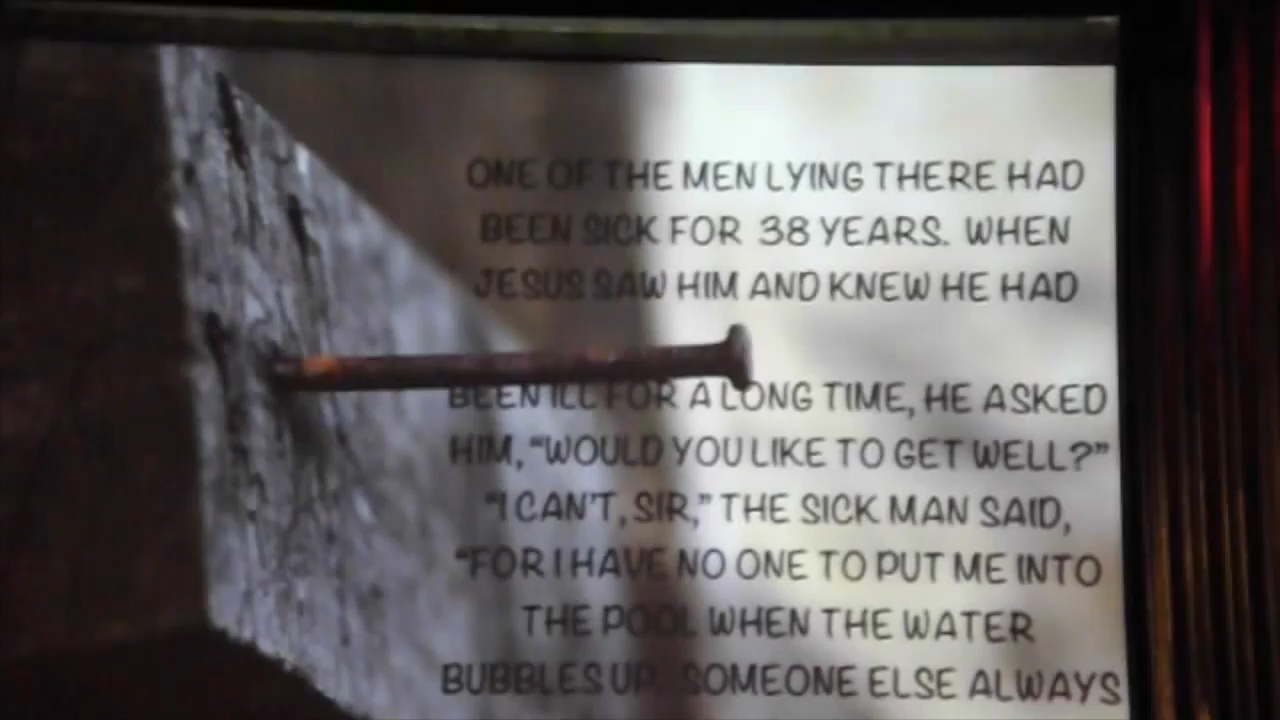 ONE OF THE MEN LYING THERE HAD
BEEN SICK FOR 38 YEARS. WHEN
JESUS SAW HIM AND KNEW HE HAD
BEEN ILL FOR A LONG TIME, HE ASKED
HIM, "WOULD YOU LIKE TO GET WELL?"
"I CAN'T, SIR," THE SICK MAN SAID,
"FOR I HAVE NO ONE TO PUT ME INTO
THE POOL WHEN THE WATER
BUBBLES UP. SOMEONE ELSE ALWAYS